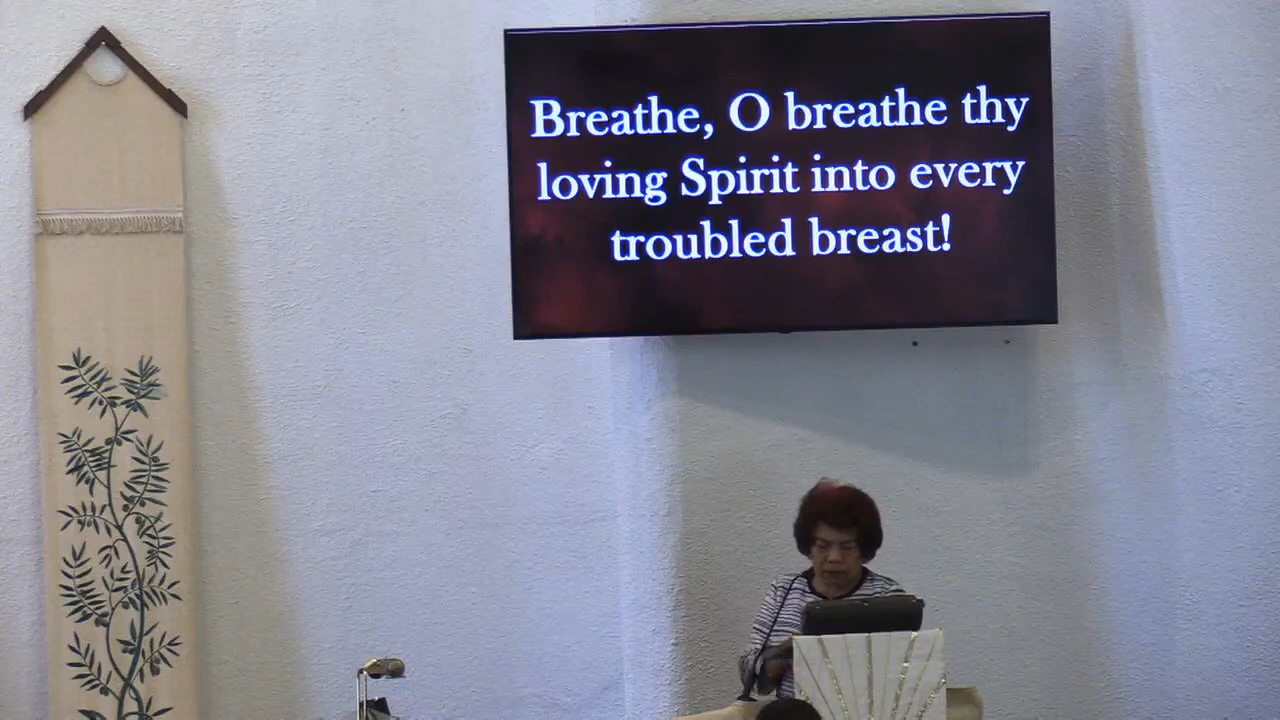 Breathe, O breathe thy
loving Spirit into every
troubled breast!